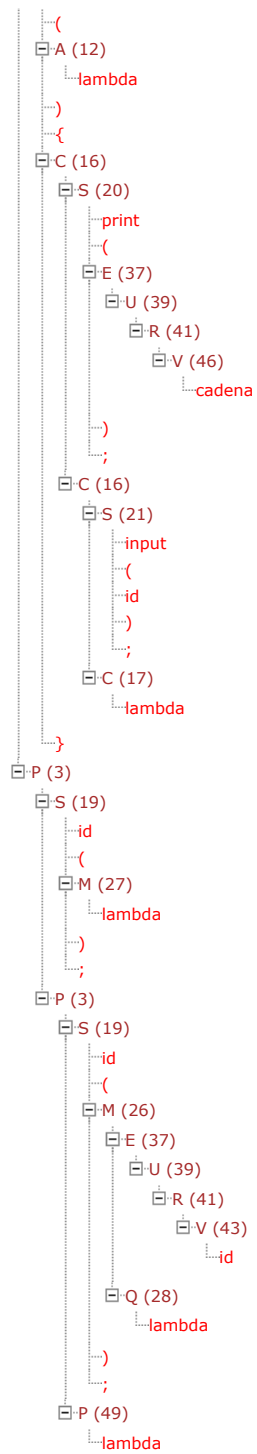 (
A (12)
lambda
)
{
C (16)
S (20)
print
(
E (37)
U (39)
R (41)
V (46)
cadena
)
;
C (16)
S (21)
input
(
id
)
;
C (17)
lambda
}
P (3)
S (19)
id
(
M (27)
lambda
)
;
P (3)
S (19)
id
(
M (26)
E (37)
U (39)
R (41)
V (43)
id
Q (28)
lambda
)
;
P (49)
lambda